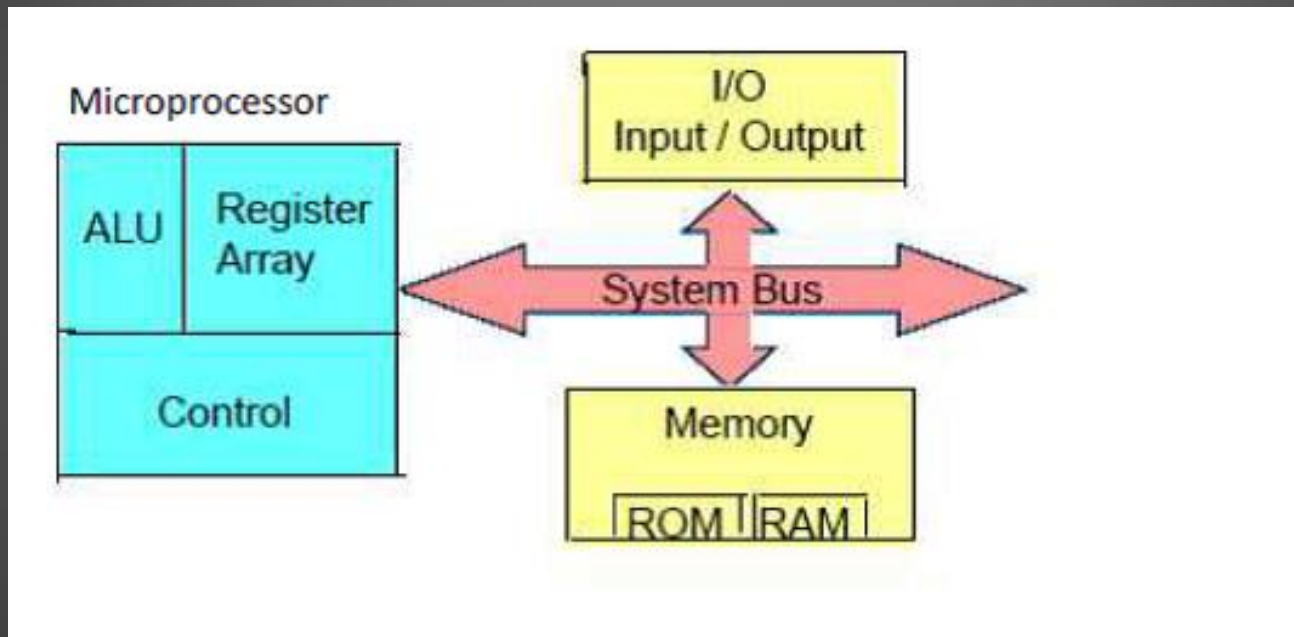 Microprocessor
ALU
Register
Array
Control
I/O
Input / Output
System Bus
Memory
ROM
RAM